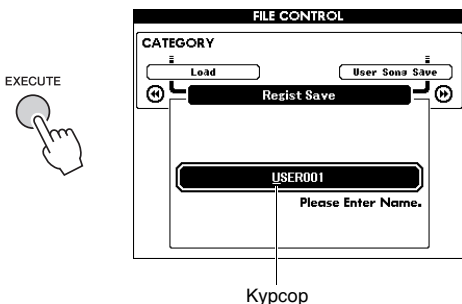 FILE CONTROL
CATEGORY
Load
User Song Save
EXECUTE
Regist Save
USER001
Please Enter Name.
Курсор